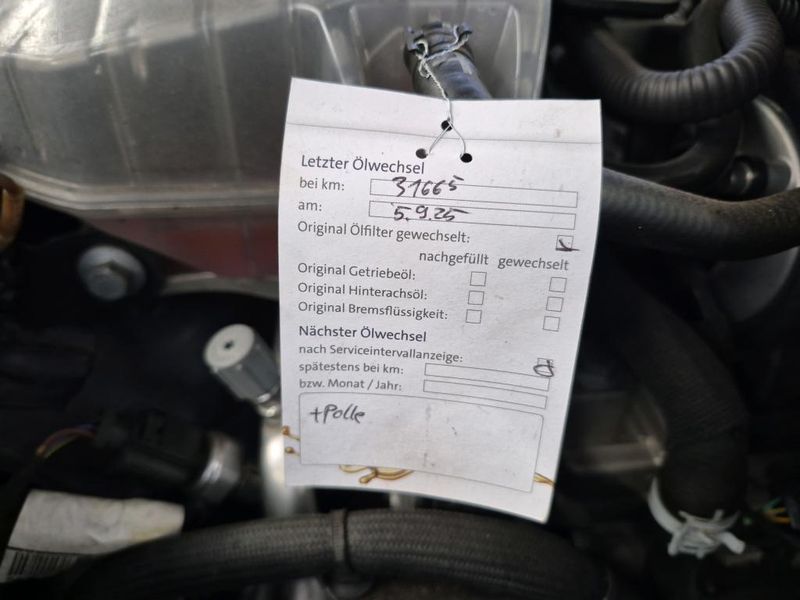 Letzter Ölwechsel
bei km: 31665
am: 5.9.25
Original Ölfilter gewechselt:
nachgefüllt gewechselt
Original Getriebeöl:
Original Hinterachsöl:
Original Bremsflüssigkeit:
Nächster Ölwechsel
nach Serviceintervallanzeige:
spätestens bei km:
bzw. Monat / Jahr:
+Polle